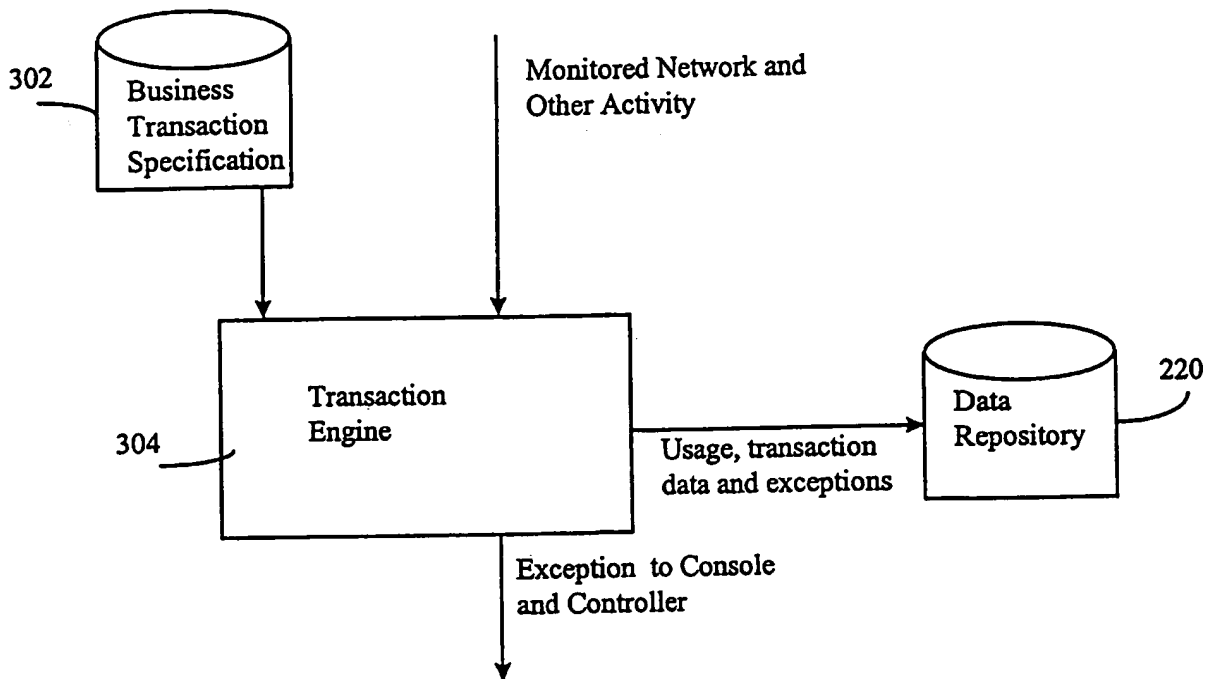 302
Business
Transaction
Specification
Monitored Network and
Other Activity
304
Transaction
Engine
Usage, transaction
data and exceptions
Data
Repository
220
Exception to Console
and Controller